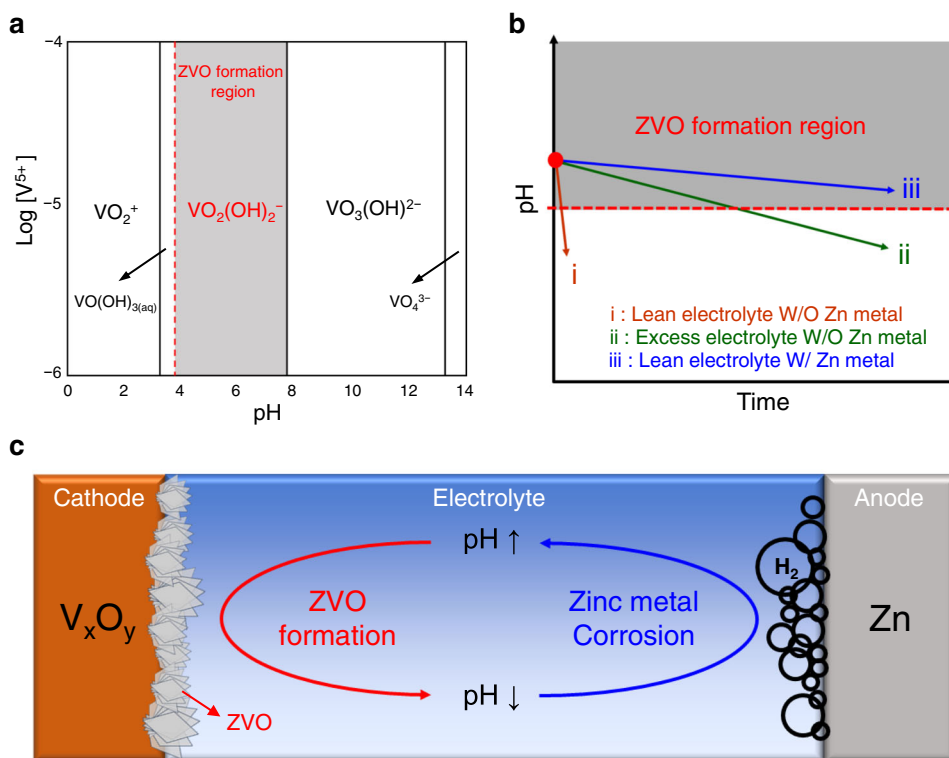 a
−4
−5
−6
Log [V⁵⁺]
ZVO formation
region
VO₂⁺
VO₂(OH)₂⁻
VO₃(OH)²⁻
VO(OH)₃₍ₐq₎
VO₄³⁻
0 2 4 6 8 10 12 14
pH
b
ZVO formation region
pH
iii
ii
i
i : Lean electrolyte W/O Zn metal
ii : Excess electrolyte W/O Zn metal
iii : Lean electrolyte W/ Zn metal
Time
c
Cathode
Electrolyte
Anode
pH ↑
H₂
VₓOᵧ
ZVO
formation
Zinc metal
Corrosion
Zn
pH ↓
ZVO